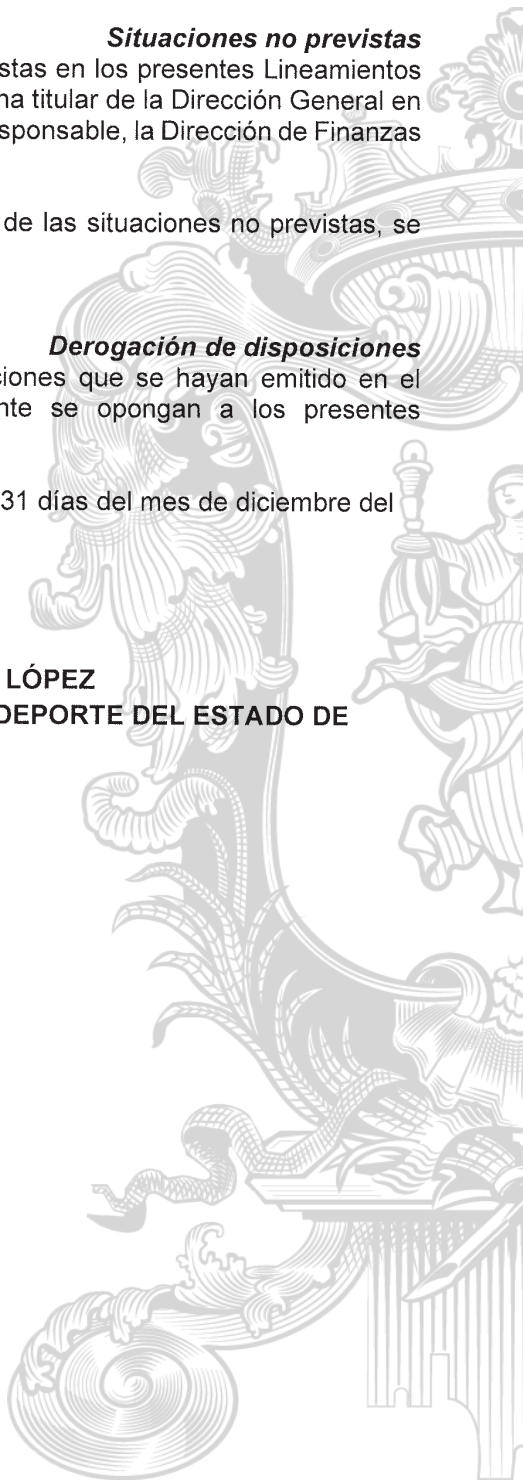 Situaciones no previstas
stas en los presentes Lineamientos
na titular de la Dirección General en
sponsable, la Dirección de Finanzas
de las situaciones no previstas, se
Derogación de disposiciones
ciones que se hayan emitido en el
nte se opongan a los presentes
31 días del mes de diciembre del
LÓPEZ
DEPORTE DEL ESTADO DE